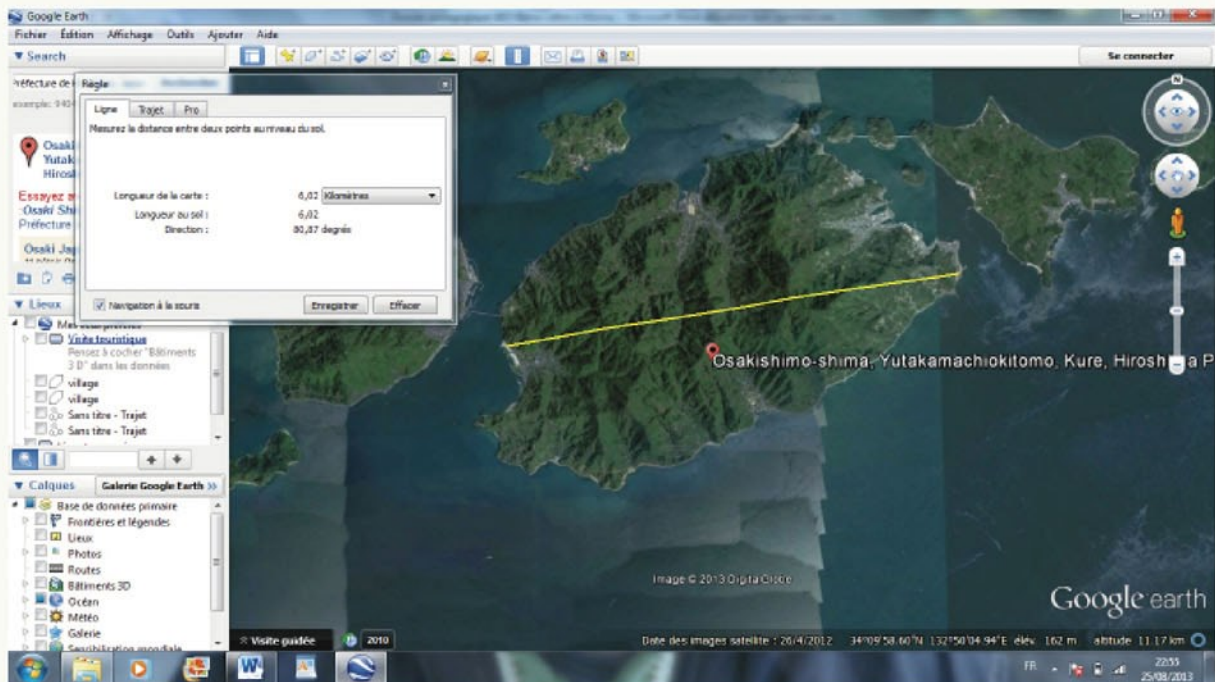 Google Earth
Fichier Édition Affichage Outils Ajouter Aide
Search
Se connecter
Préfecture de
Règle
Ligne Trajet Pro
Mesurez la distance entre deux points au niveau du sol.
Longueur de la carte : 6,02 Kilomètres
Longueur au sol : 6,02
Direction : 80,87 degrés
Navigation à la souris
Enregistrer Effacer
Osaki
Yutak
Hirosh
Essayez a
Osaki Shi
Préfecture
Osaki Jap
Lieux
Visite touristique
Pensez à cocher "Bâtiments
3 D" dans les données
village
village
Sans titre - Trajet
Sans titre - Trajet
Calques
Galerie Google Earth >>
Base de données primaire
Frontières et légendes
Lieux
Photos
Routes
Bâtiments 3D
Océan
Météo
Galerie
Sensibilisation mondiale
N
Osakishimo-shima, Yutakamachiokitomo, Kure, Hirosh a P
Image © 2013 DigitalGlobe
Google earth
Visite guidée
2010
Date des images satellite : 26/4/2012 34°09'58.60"N 132°50'04.94"E élév. 162 m altitude 11.17 km
W
FR
22:55
25/08/2013